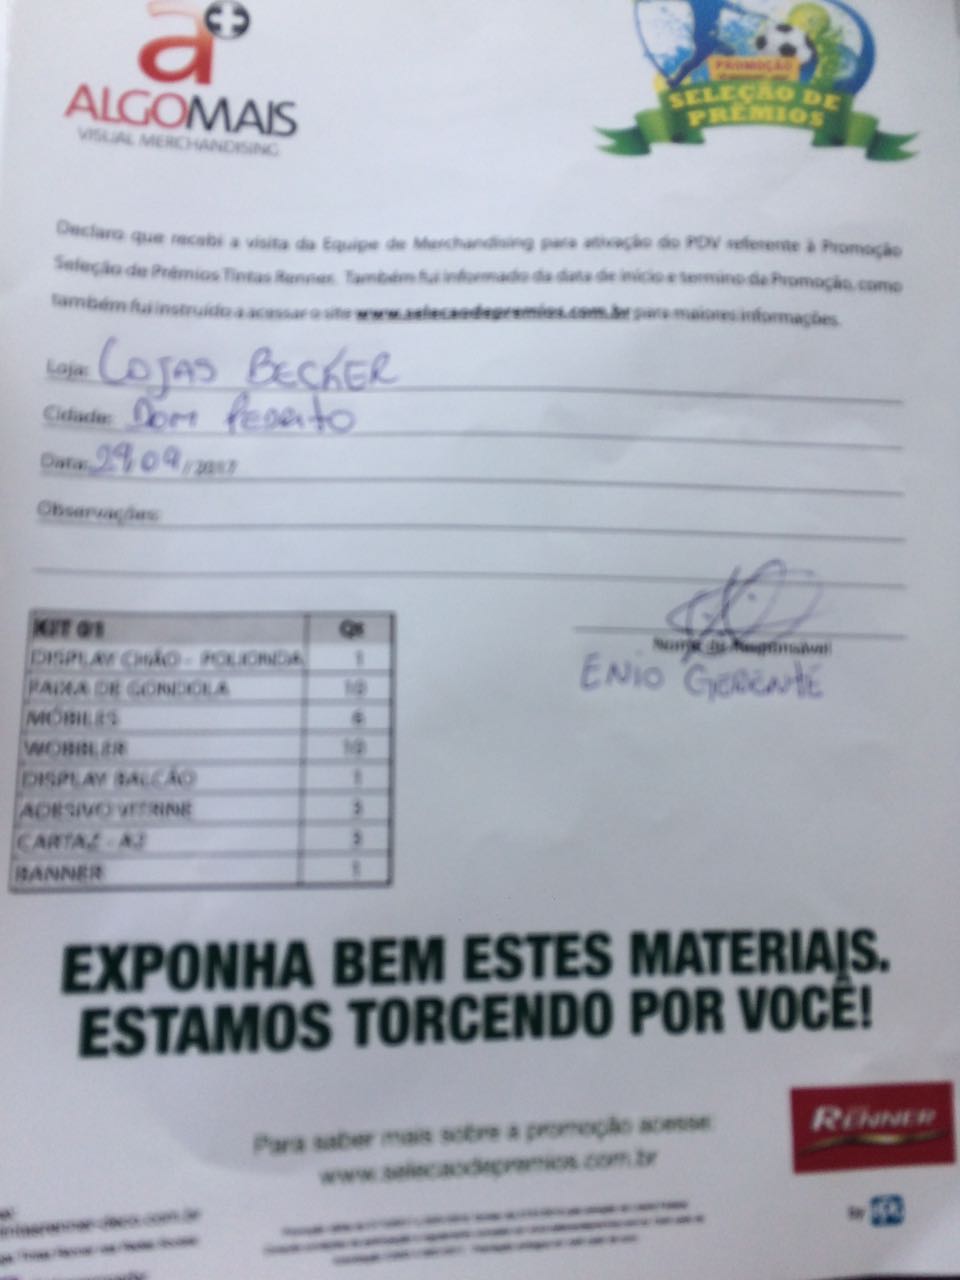 a+
ALGOMAIS
VISUAL MERCHANDISING
PROMOÇÃO
SELEÇÃO DE
PRÊMIOS
Declaro que recebi a visita da Equipe de Merchandising para ativação do PDV referente à Promoção
Seleção de Prêmios Tintas Renner. Também fui informado da data de início e termino da Promoção, como
também fui instruído a acessar o site www.selecaodepremios.com.br para maiores informações.
Loja: LOJAS BECKER
Cidade: DOM PEDRITO
Data: 29,09/2017
Observações:
Nome do Responsável
ENIO GERENTE
KIT 01 Qt
DISPLAY CHÃO - POLIONDA 1
FAIXA DE GONDOLA 10
MÓBILES 6
WOBBLER 10
DISPLAY BALCÃO 1
ADESIVO VITRINE
CARTAZ - A2
BANNER 1
EXPONHA BEM ESTES MATERIAIS.
ESTAMOS TORCENDO POR VOCÊ!
Para saber mais sobre a promoção acesse:
www.selecaodepremios.com.br
RENNER
by PPG